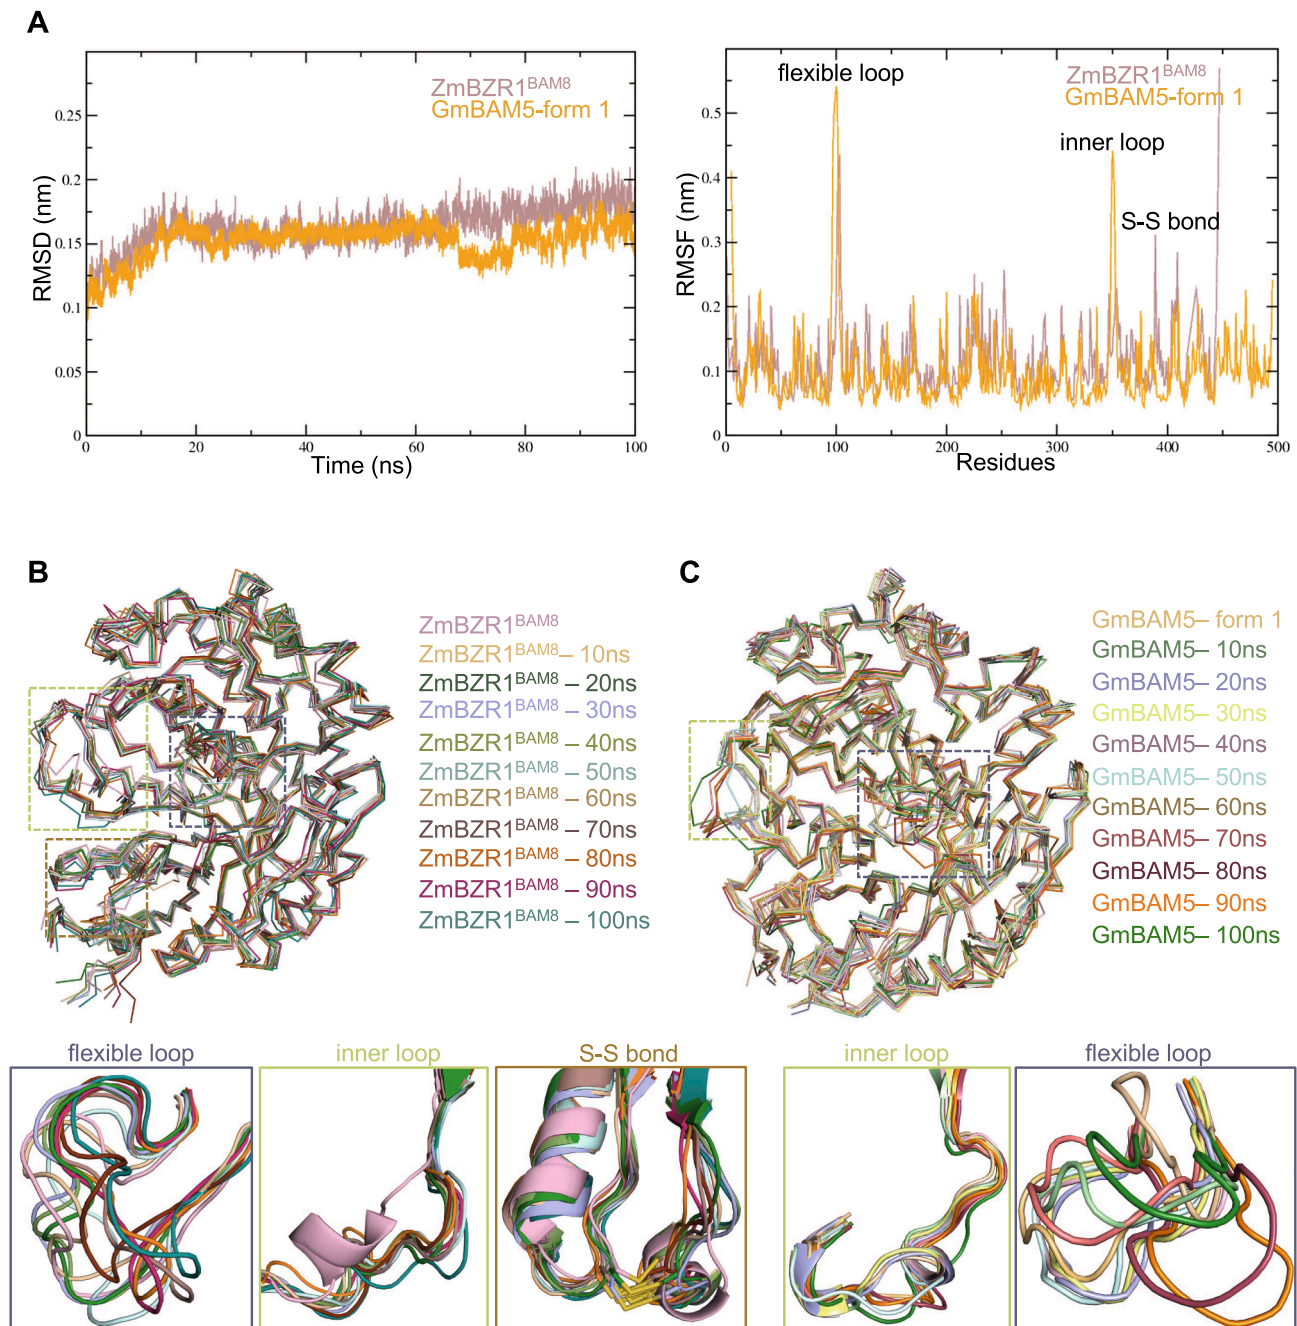 A
ZmBZR1BAM8
GmBAM5-form 1
0.25
0.2
0.15
0.1
0.05
0
RMSD (nm)
0 20 40 60 80 100
Time (ns)
flexible loop
ZmBZR1BAM8
GmBAM5-form 1
inner loop
S-S bond
0.5
0.4
0.3
0.2
0.1
0
RMSF (nm)
0 100 200 300 400 500
Residues
B
ZmBZR1BAM8
ZmBZR1BAM8– 10ns
ZmBZR1BAM8 – 20ns
ZmBZR1BAM8 – 30ns
ZmBZR1BAM8 – 40ns
ZmBZR1BAM8 – 50ns
ZmBZR1BAM8 – 60ns
ZmBZR1BAM8 – 70ns
ZmBZR1BAM8 – 80ns
ZmBZR1BAM8 – 90ns
ZmBZR1BAM8 – 100ns
C
GmBAM5– form 1
GmBAM5– 10ns
GmBAM5– 20ns
GmBAM5– 30ns
GmBAM5– 40ns
GmBAM5– 50ns
GmBAM5– 60ns
GmBAM5– 70ns
GmBAM5– 80ns
GmBAM5– 90ns
GmBAM5– 100ns
flexible loop
inner loop
S-S bond
inner loop
flexible loop